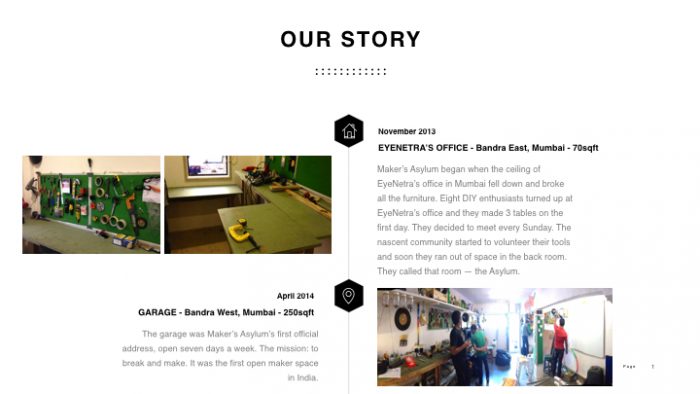 OUR STORY
November 2013
EYENETRA'S OFFICE - Bandra East, Mumbai - 70sqft
Maker's Asylum began when the ceiling of
EyeNetra's office in Mumbai fell down and broke
all the furniture. Eight DIY enthusiasts turned up at
EyeNetra's office and they made 3 tables on the
first day. They decided to meet every Sunday. The
nascent community started to volunteer their tools
and soon they ran out of space in the back room.
They called that room — the Asylum.
April 2014
GARAGE - Bandra West, Mumbai - 250sqft
The garage was Maker's Asylum's first official
address, open seven days a week. The mission: to
break and make. It was the first open maker space
in India.
Page